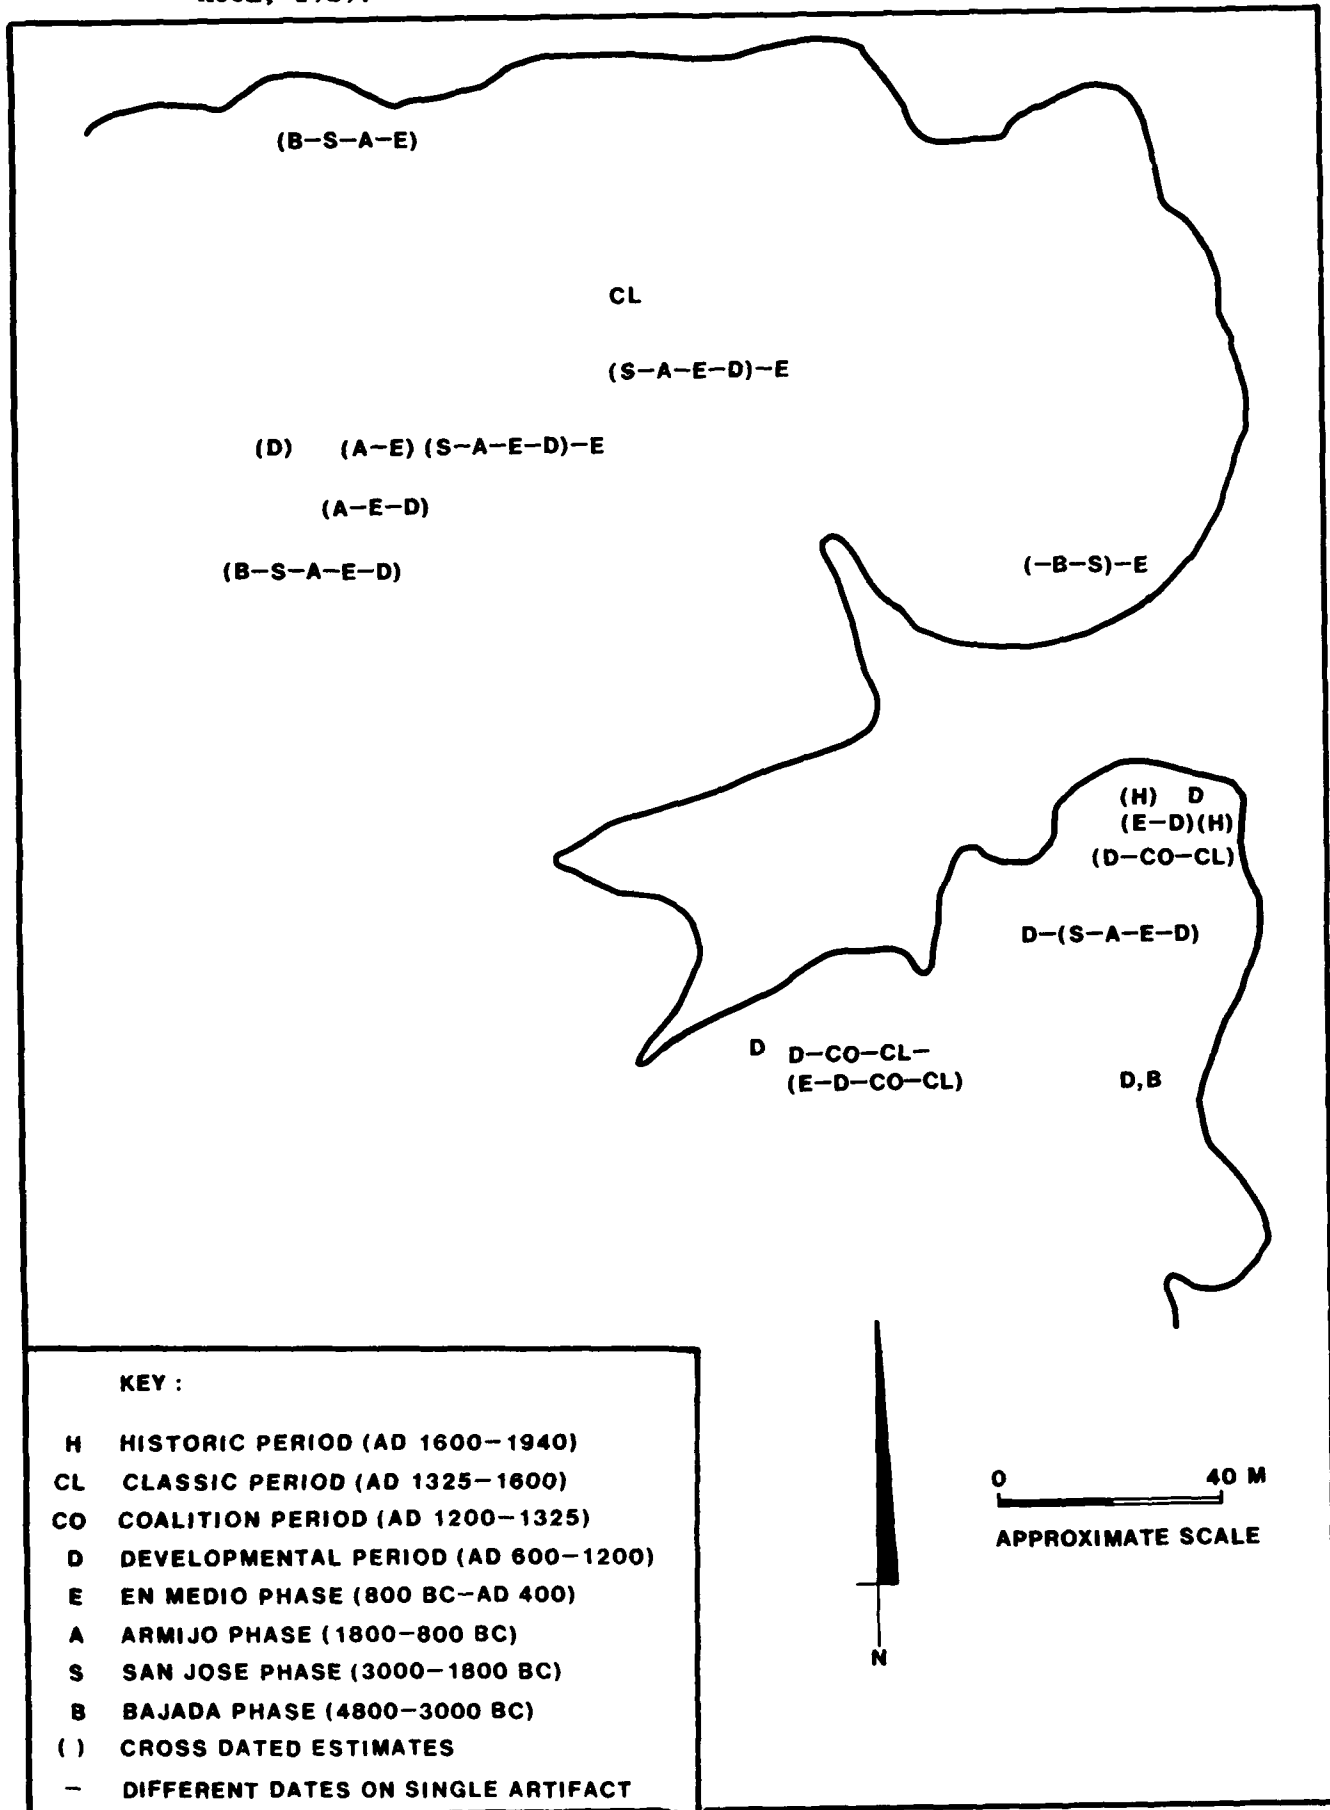 (B-S-A-E)
CL
(S-A-E-D)-E
(D) (A-E) (S-A-E-D)-E
(A-E-D)
(B-S-A-E-D)
(-B-S)-E
(H) D
(E-D)(H)
(D-CO-CL)
D-(S-A-E-D)
D D-CO-CL-
(E-D-CO-CL)
D,B
KEY :
H HISTORIC PERIOD (AD 1600-1940)
CL CLASSIC PERIOD (AD 1325-1600)
CO COALITION PERIOD (AD 1200-1325)
D DEVELOPMENTAL PERIOD (AD 600-1200)
E EN MEDIO PHASE (800 BC-AD 400)
A ARMIJO PHASE (1800-800 BC)
S SAN JOSE PHASE (3000-1800 BC)
B BAJADA PHASE (4800-3000 BC)
( ) CROSS DATED ESTIMATES
- DIFFERENT DATES ON SINGLE ARTIFACT
0 40 M
APPROXIMATE SCALE
N